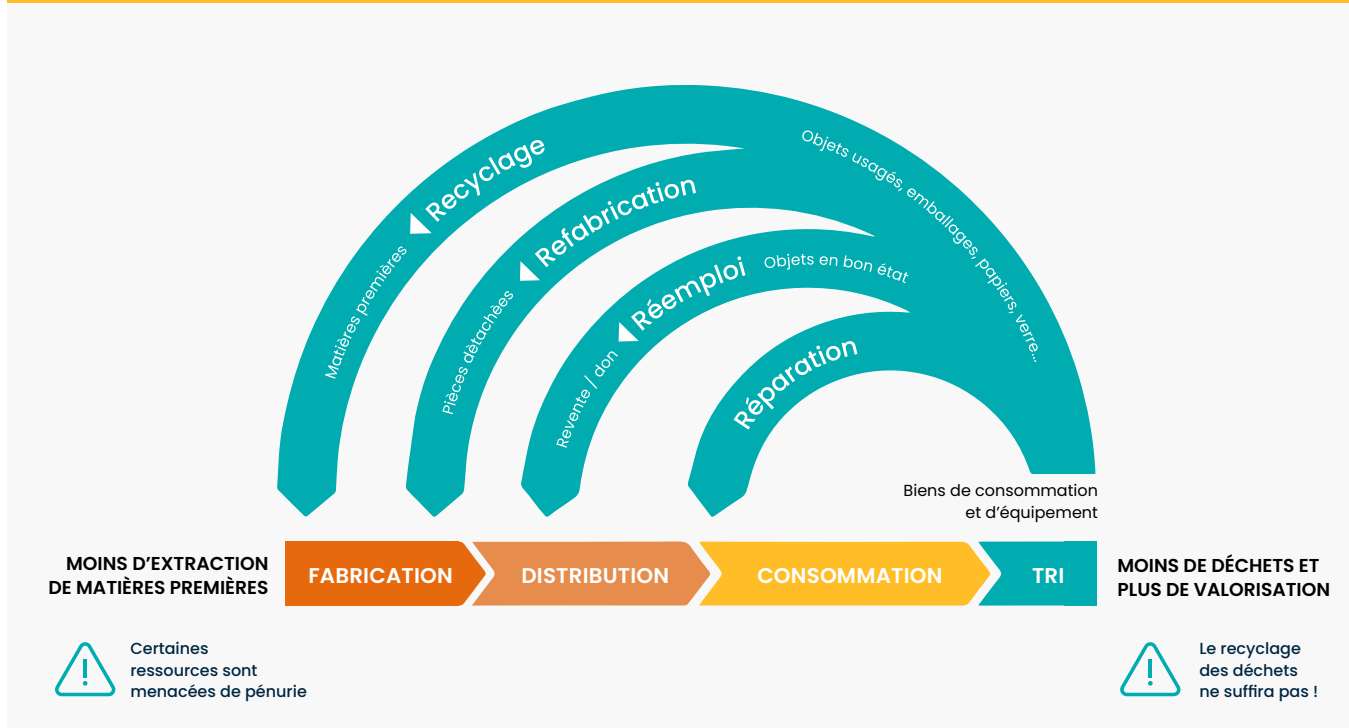 Recyclage
Matières premières
Objets usagés, emballages, papiers, verre...
Refabrication
Pièces dètachèes
Réemploi
Objets en bon état
Revente / don
Réparation
Biens de consommation
et d'équipement
MOINS D'EXTRACTION
DE MATIÈRES PREMIÈRES
FABRICATION
DISTRIBUTION
CONSOMMATION
TRI
MOINS DE DÉCHETS ET
PLUS DE VALORISATION
Certaines
ressources sont
menacées de pénurie
Le recyclage
des déchets
ne suffira pas !